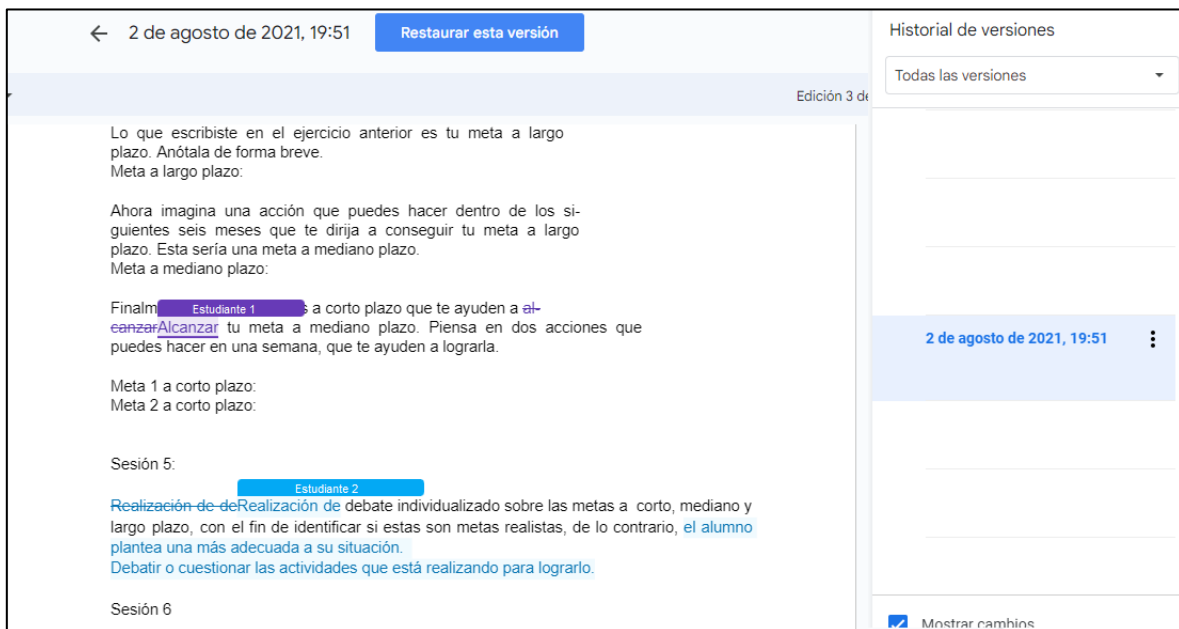 ← 2 de agosto de 2021, 19:51 Restaurar esta versión
Historial de versiones
Todas las versiones
Edición 3 de
Lo que escribiste en el ejercicio anterior es tu meta a largo
plazo. Anótala de forma breve.
Meta a largo plazo:
Ahora imagina una acción que puedes hacer dentro de los si-
guientes seis meses que te dirija a conseguir tu meta a largo
plazo. Esta sería una meta a mediano plazo.
Meta a mediano plazo:
Estudiante 1
Finalm a corto plazo que te ayuden a al-
canzarAlcanzar tu meta a mediano plazo. Piensa en dos acciones que
puedes hacer en una semana, que te ayuden a lograrla.
Meta 1 a corto plazo:
Meta 2 a corto plazo:
Sesión 5:
Estudiante 2
Realización de deRealización de debate individualizado sobre las metas a corto, mediano y
largo plazo, con el fin de identificar si estas son metas realistas, de lo contrario, el alumno
plantea una más adecuada a su situación.
Debatir o cuestionar las actividades que está realizando para lograrlo.
Sesión 6
2 de agosto de 2021, 19:51
Mostrar cambios